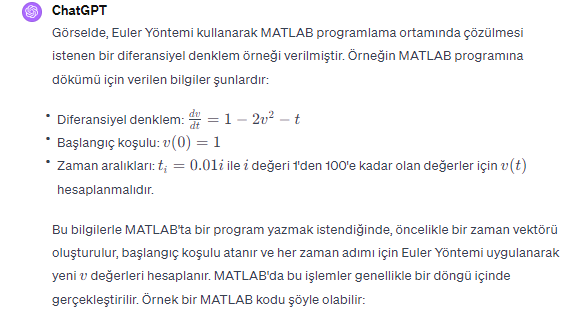 ChatGPT
Görselde, Euler Yöntemi kullanarak MATLAB programlama ortamında çözülmesi
istenen bir diferansiyel denklem örneği verilmiştir. Örneğin MATLAB programına
dökümü için verilen bilgiler şunlardır:
• Diferansiyel denklem: dv/dt = 1 − 2v² − t
• Başlangıç koşulu: v(0) = 1
• Zaman aralıkları: tᵢ = 0.01i ile i değeri 1'den 100'e kadar olan değerler için v(t)
hesaplanmalıdır.
Bu bilgilerle MATLAB'ta bir program yazmak istendiğinde, öncelikle bir zaman vektörü
oluşturulur, başlangıç koşulu atanır ve her zaman adımı için Euler Yöntemi uygulanarak
yeni v değerleri hesaplanır. MATLAB'da bu işlemler genellikle bir döngü içinde
gerçekleştirilir. Örnek bir MATLAB kodu şöyle olabilir: